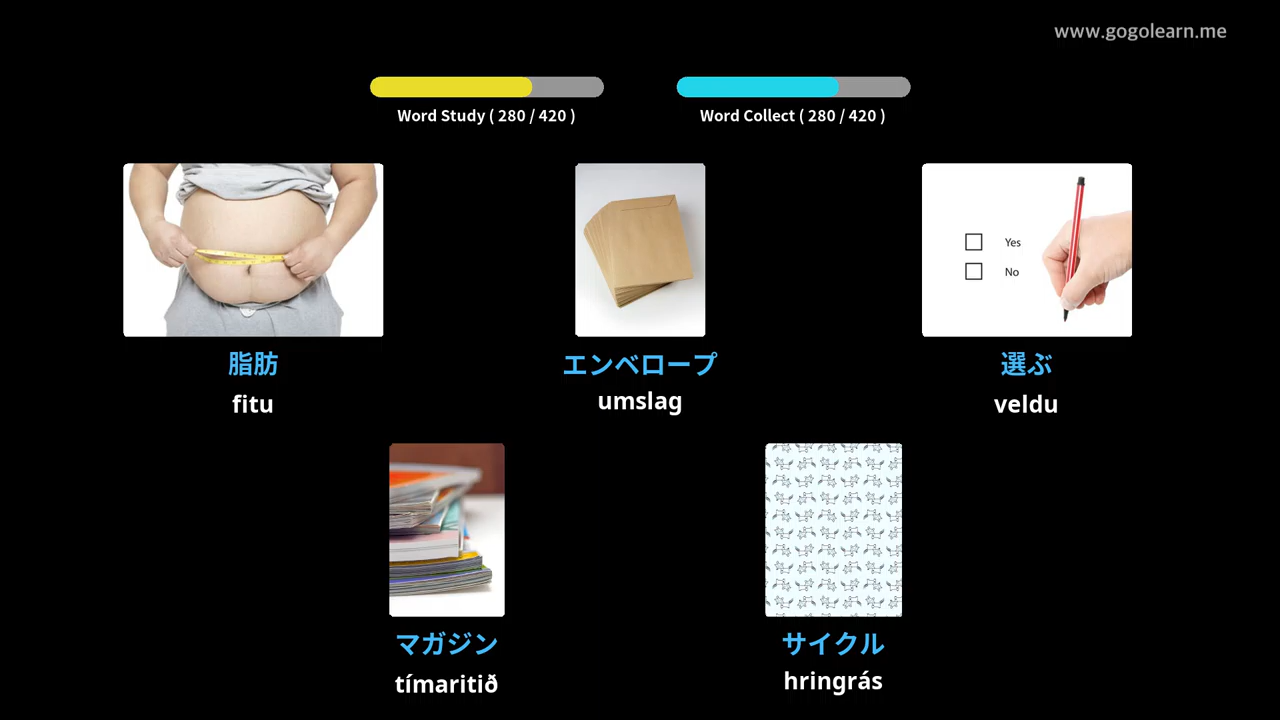 www.gogolearn.me
Word Study ( 280 / 420 )
Word Collect ( 280 / 420 )
Yes
No
脂肪
エンベロープ
選ぶ
fitu
umslag
veldu
マガジン
サイクル
tímaritið
hringrás